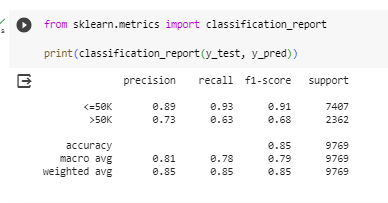 from sklearn.metrics import classification_report
print(classification_report(y_test, y_pred))
precision recall f1-score support
<=50K 0.89 0.93 0.91 7407
>50K 0.73 0.63 0.68 2362
accuracy 0.85 9769
macro avg 0.81 0.78 0.79 9769
weighted avg 0.85 0.85 0.85 9769